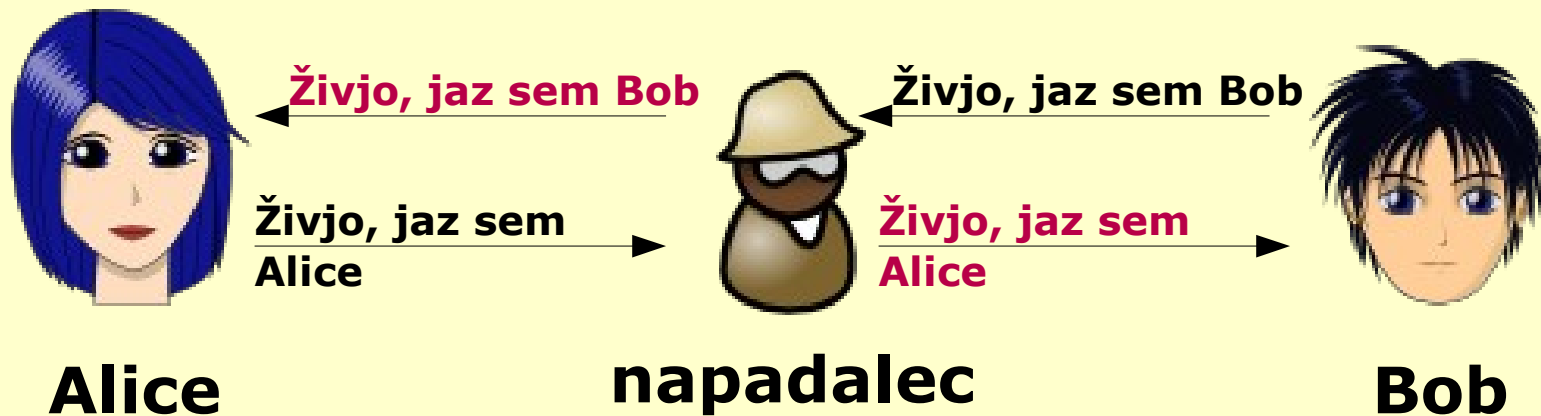 Živjo, jaz sem Bob
Živjo, jaz sem Bob
Živjo, jaz sem
Alice
Živjo, jaz sem
Alice
Alice
napadalec
Bob